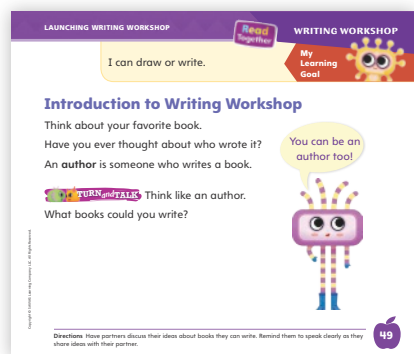 LAUNCHING WRITING WORKSHOP
Read
Together
WRITING WORKSHOP
I can draw or write.
My
Learning
Goal
Introduction to Writing Workshop
Think about your favorite book.
Have you ever thought about who wrote it?
An author is someone who writes a book.
You can be an
author too!
TURN and TALK Think like an author.
What books could you write?
Directions Have partners discuss their ideas about books they can write. Remind them to speak clearly as they
share ideas with their partner.
49